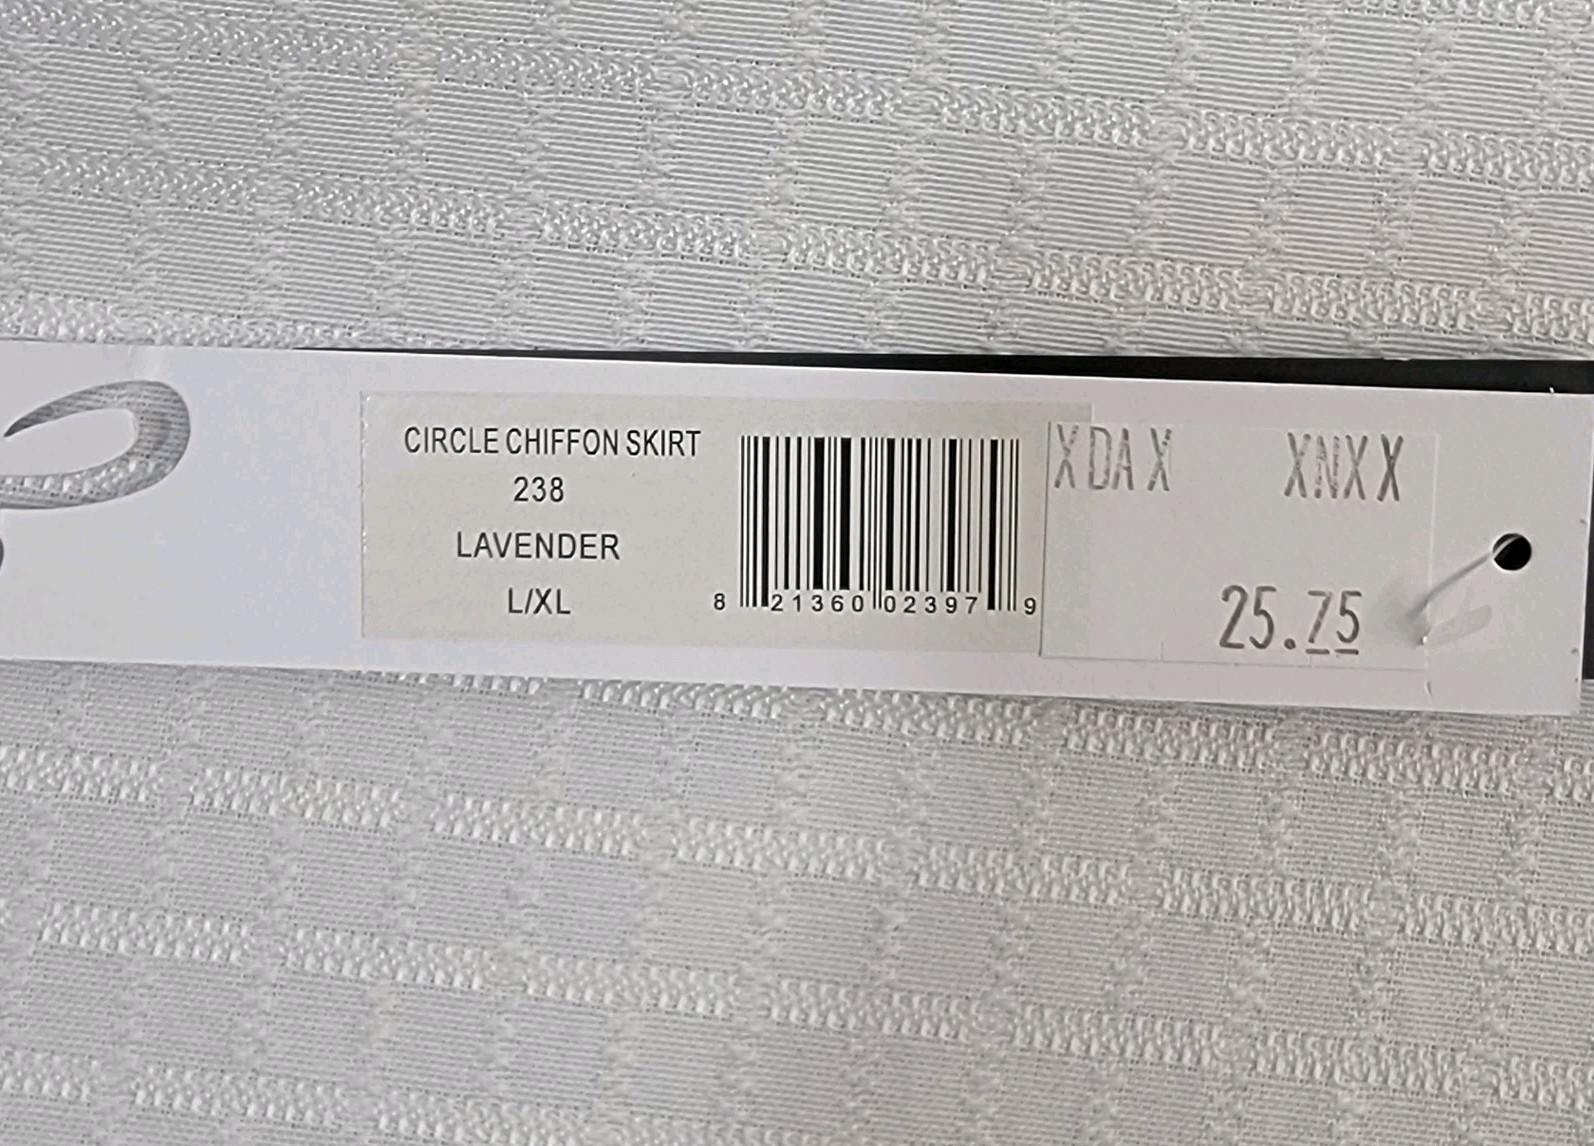 CIRCLE CHIFFON SKIRT
238
LAVENDER
L/XL
8 21360 02397 9
XDAX XNXX
25.75